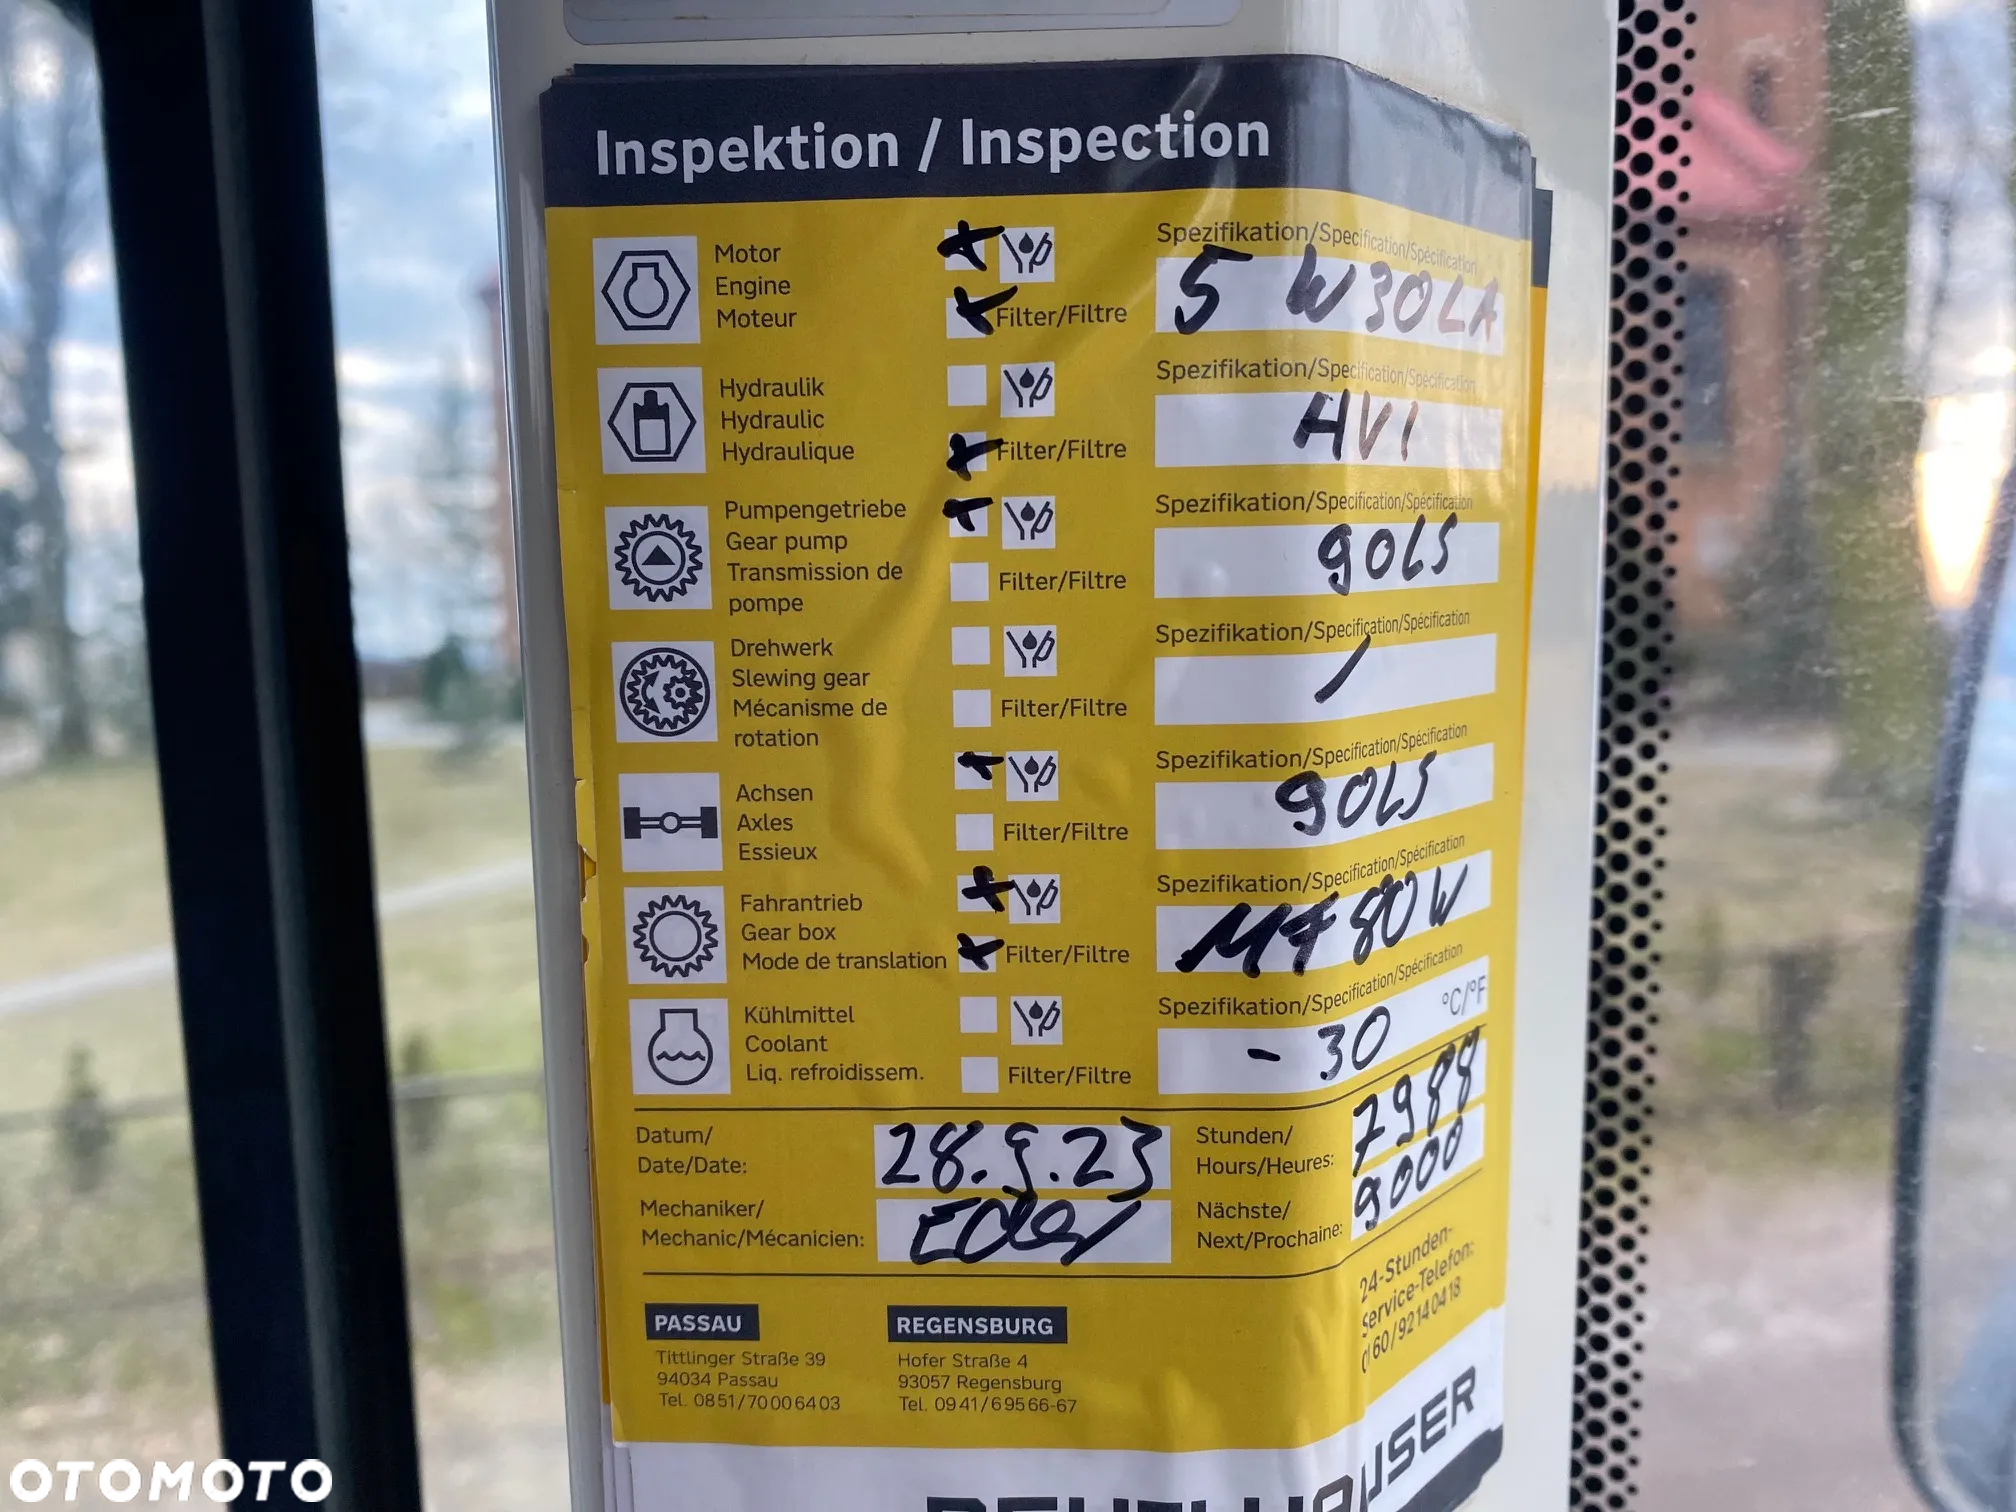 Inspektion / Inspection
Motor
Engine
Moteur
Filter/Filtre
Spezifikation/Specification/Spécification
5 W30LA
Hydraulik
Hydraulic
Hydraulique
Filter/Filtre
Spezifikation/Specification/Spécification
HV1
Pumpengetriebe
Gear pump
Transmission de
pompe
Filter/Filtre
Spezifikation/Specification/Spécification
90LS
Drehwerk
Slewing gear
Mécanisme de
rotation
Filter/Filtre
Spezifikation/Specification/Spécification
/
Achsen
Axles
Essieux
Filter/Filtre
Spezifikation/Specification/Spécification
90LS
Fahrantrieb
Gear box
Mode de translation
Filter/Filtre
Spezifikation/Specification/Spécification
MF80W
Kühlmittel
Coolant
Liq. refroidissem.
Filter/Filtre
Spezifikation/Specification/Spécification
- 30 °C/°F
Datum/
Date/Date:
28.9.23
Stunden/
Hours/Heures:
7988
Mechaniker/
Mechanic/Mécanicien:
Nächste/
Next/Prochaine:
9000
24-Stunden-
Service-Telefon:
0160/92140418
PASSAU
Tittlinger Straße 39
94034 Passau
Tel. 0851/70006403
REGENSBURG
Hofer Straße 4
93057 Regensburg
Tel. 0941/69566-67
OTOMOTO